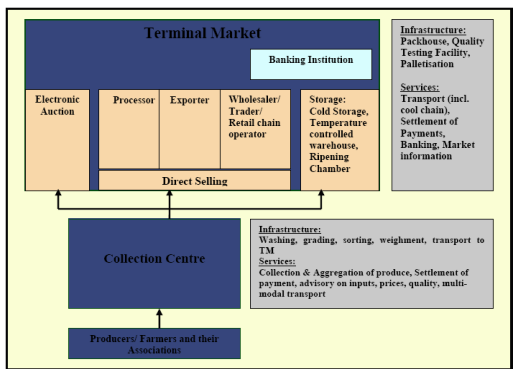 Terminal Market
Banking Institution
Electronic
Auction
Processor
Exporter
Wholesaler/
Trader/
Retail chain
operator
Direct Selling
Storage:
Cold Storage,
Temperature
controlled
warehouse,
Ripening
Chamber
Infrastructure:
Packhouse, Quality
Testing Facility,
Palletisation
Services:
Transport (incl.
cool chain),
Settlement of
Payments,
Banking, Market
information
Collection Centre
Infrastructure:
Washing, grading, sorting, weighment, transport to
TM
Services:
Collection & Aggregation of produce, Settlement of
payment, advisory on inputs, prices, quality, multi-
modal transport
Producers/ Farmers and their
Associations